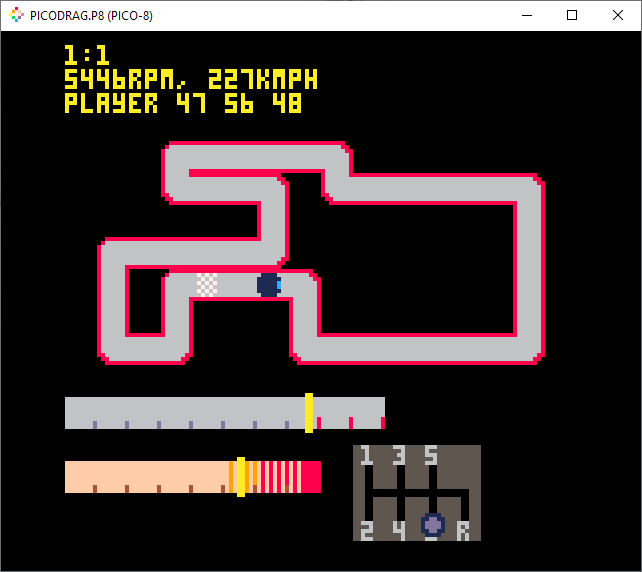 PICODRAG.P8 (PICO-8)
1:1
5446RPM, 227KMPH
PLAYER 47 56 48
1 3 5
2 4 R